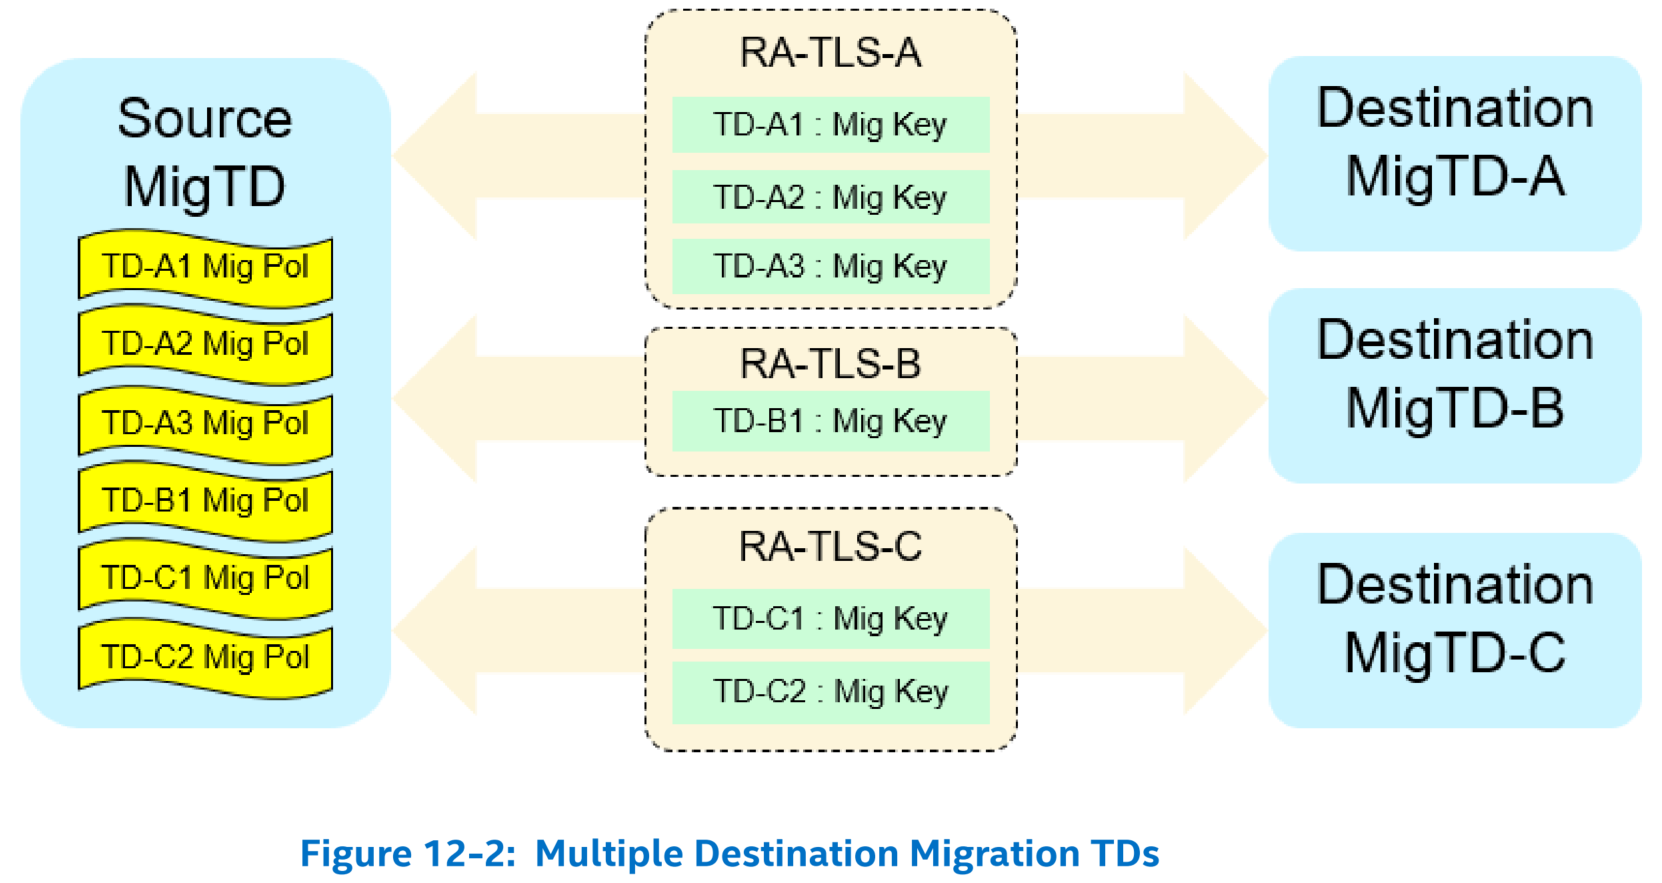 Source
MigTD
TD-A1 Mig Pol
TD-A2 Mig Pol
TD-A3 Mig Pol
TD-B1 Mig Pol
TD-C1 Mig Pol
TD-C2 Mig Pol
RA-TLS-A
TD-A1 : Mig Key
TD-A2 : Mig Key
TD-A3 : Mig Key
RA-TLS-B
TD-B1 : Mig Key
RA-TLS-C
TD-C1 : Mig Key
TD-C2 : Mig Key
Destination
MigTD-A
Destination
MigTD-B
Destination
MigTD-C
Figure 12-2: Multiple Destination Migration TDs